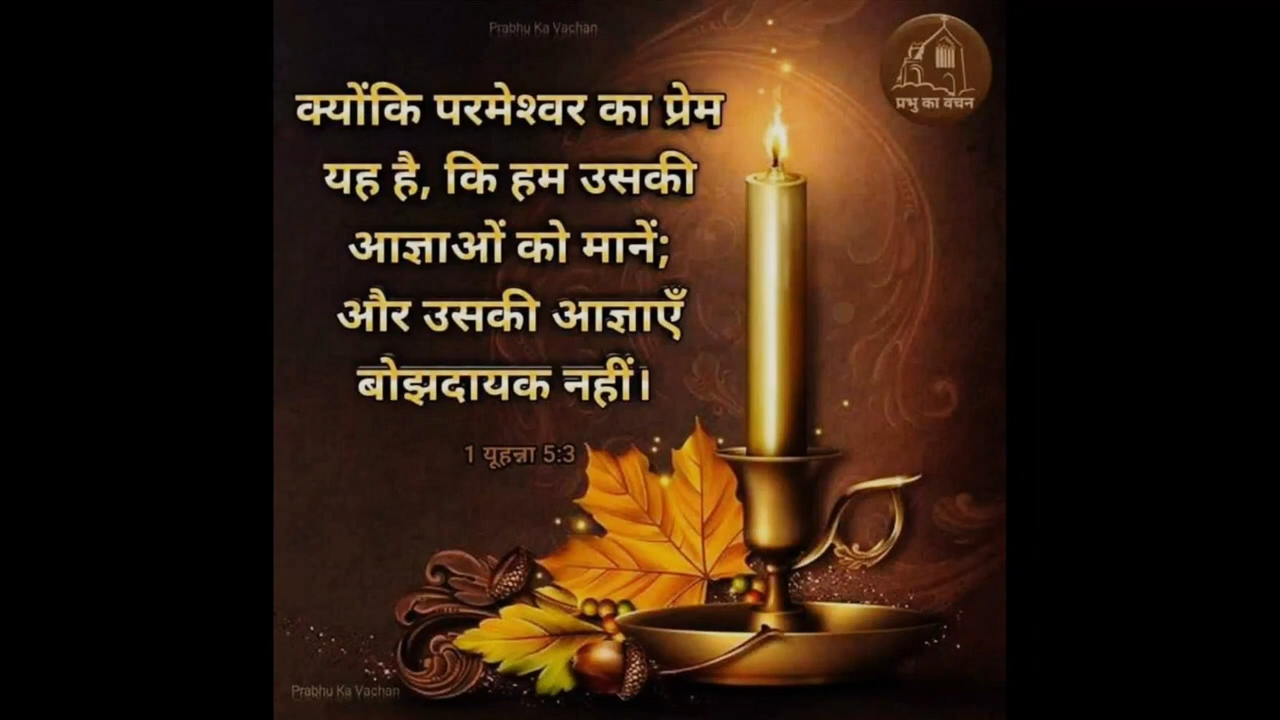 Prabhu Ka Vachan
प्रभु का वचन
क्योंकि परमेश्वर का प्रेम
यह है, कि हम उसकी
आज्ञाओं को मानें;
और उसकी आज्ञाएँ
बोझदायक नहीं।
1 यूहन्ना 5:3
Prabhu Ka Vachan